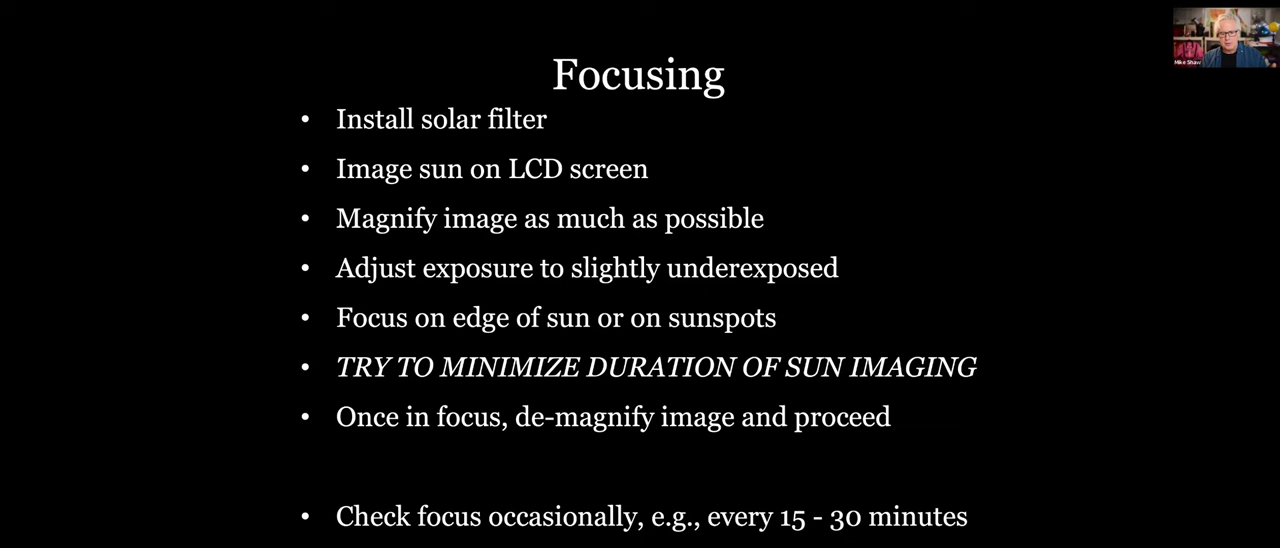 Mike Shaw
Focusing
• Install solar filter
• Image sun on LCD screen
• Magnify image as much as possible
• Adjust exposure to slightly underexposed
• Focus on edge of sun or on sunspots
• TRY TO MINIMIZE DURATION OF SUN IMAGING
• Once in focus, de-magnify image and proceed
• Check focus occasionally, e.g., every 15 - 30 minutes